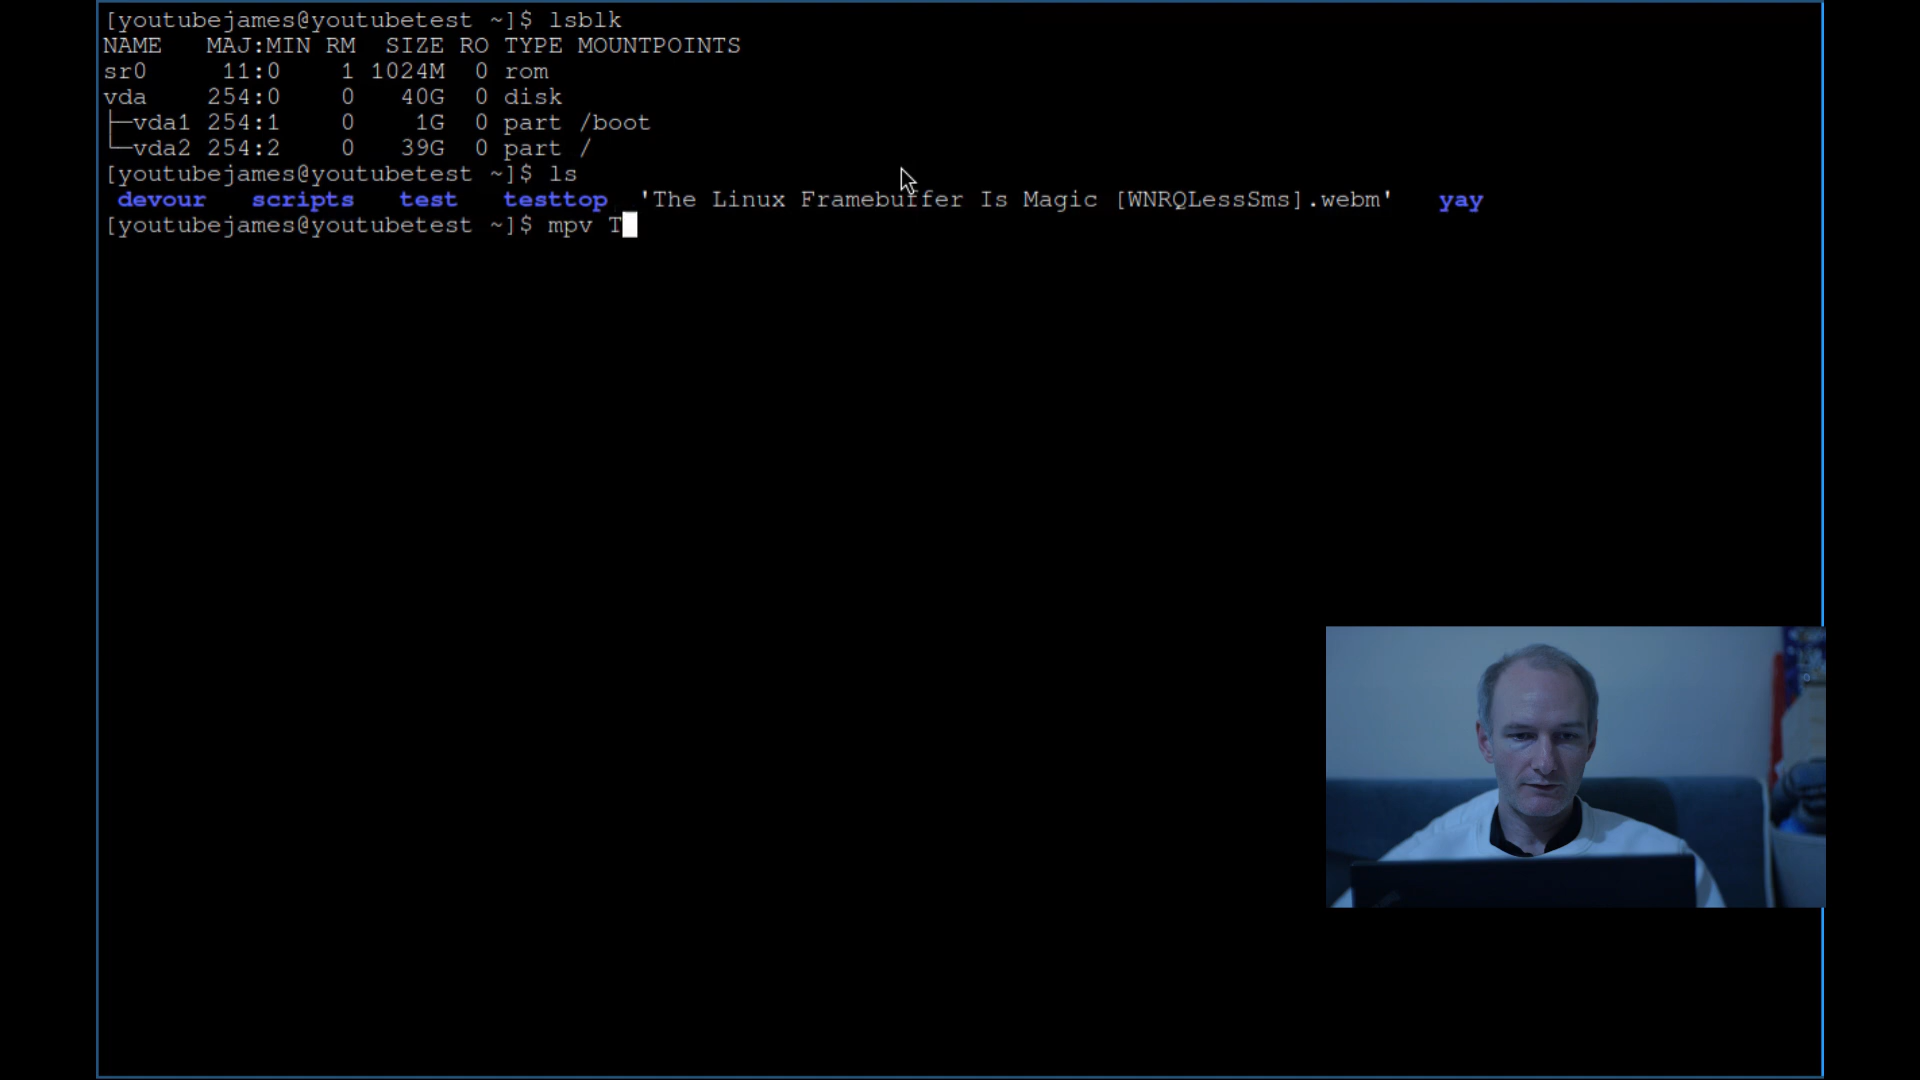 [youtubejames@youtubetest ~]$ lsblk
NAME   MAJ:MIN RM   SIZE RO TYPE MOUNTPOINTS
sr0     11:0    1 1024M  0 rom
vda    254:0    0   40G  0 disk
├─vda1 254:1    0    1G  0 part /boot
└─vda2 254:2    0   39G  0 part /
[youtubejames@youtubetest ~]$ ls
devour   scripts   test   testtop  'The Linux Framebuffer Is Magic [WNRQLessSms].webm'   yay
[youtubejames@youtubetest ~]$ mpv T